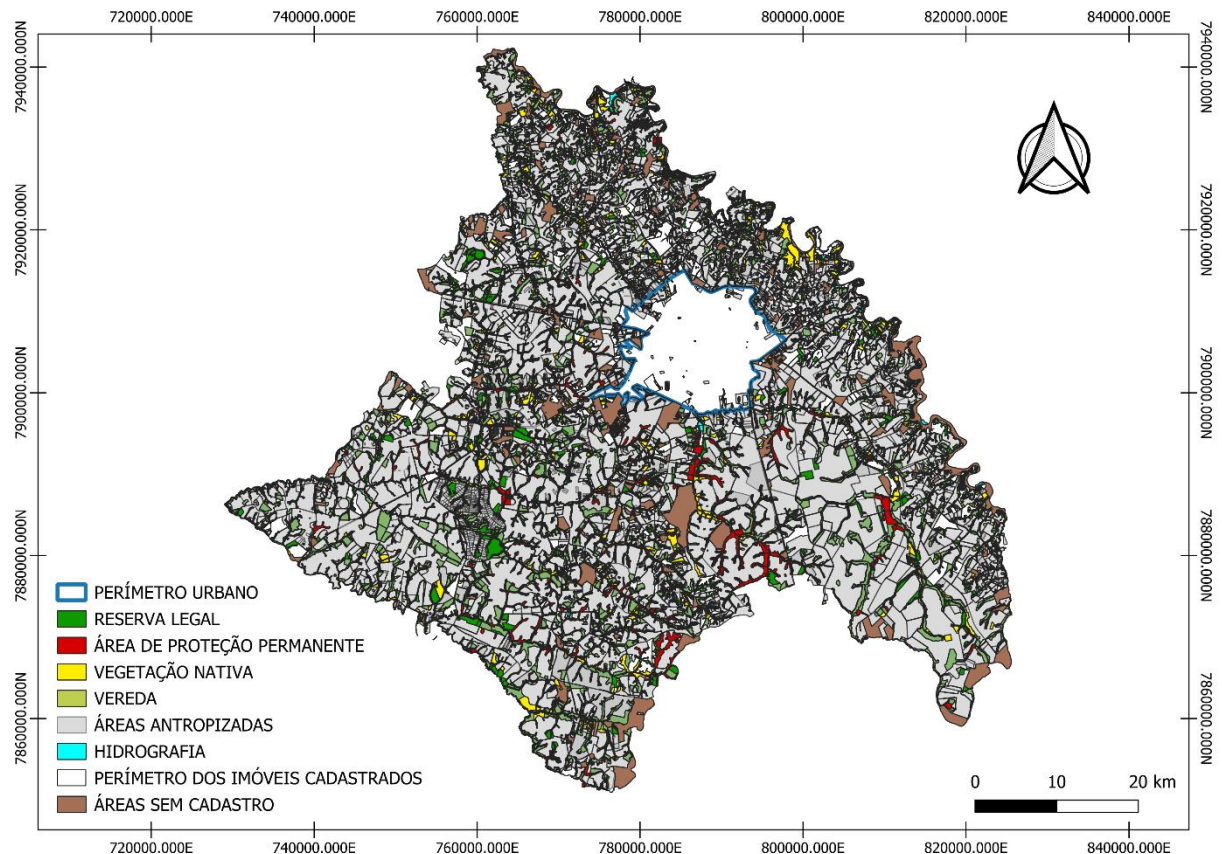 720000.000E 740000.000E 760000.000E 780000.000E 800000.000E 820000.000E 840000.000E
7940000.000N 7940000.000N
7920000.000N 7920000.000N
7900000.000N 7900000.000N
7880000.000N 7880000.000N
7860000.000N 7860000.000N
PERÍMETRO URBANO
RESERVA LEGAL
ÁREA DE PROTEÇÃO PERMANENTE
VEGETAÇÃO NATIVA
VEREDA
ÁREAS ANTROPIZADAS
HIDROGRAFIA
PERÍMETRO DOS IMÓVEIS CADASTRADOS
ÁREAS SEM CADASTRO
0 10 20 km
720000.000E 740000.000E 760000.000E 780000.000E 800000.000E 820000.000E 840000.000E